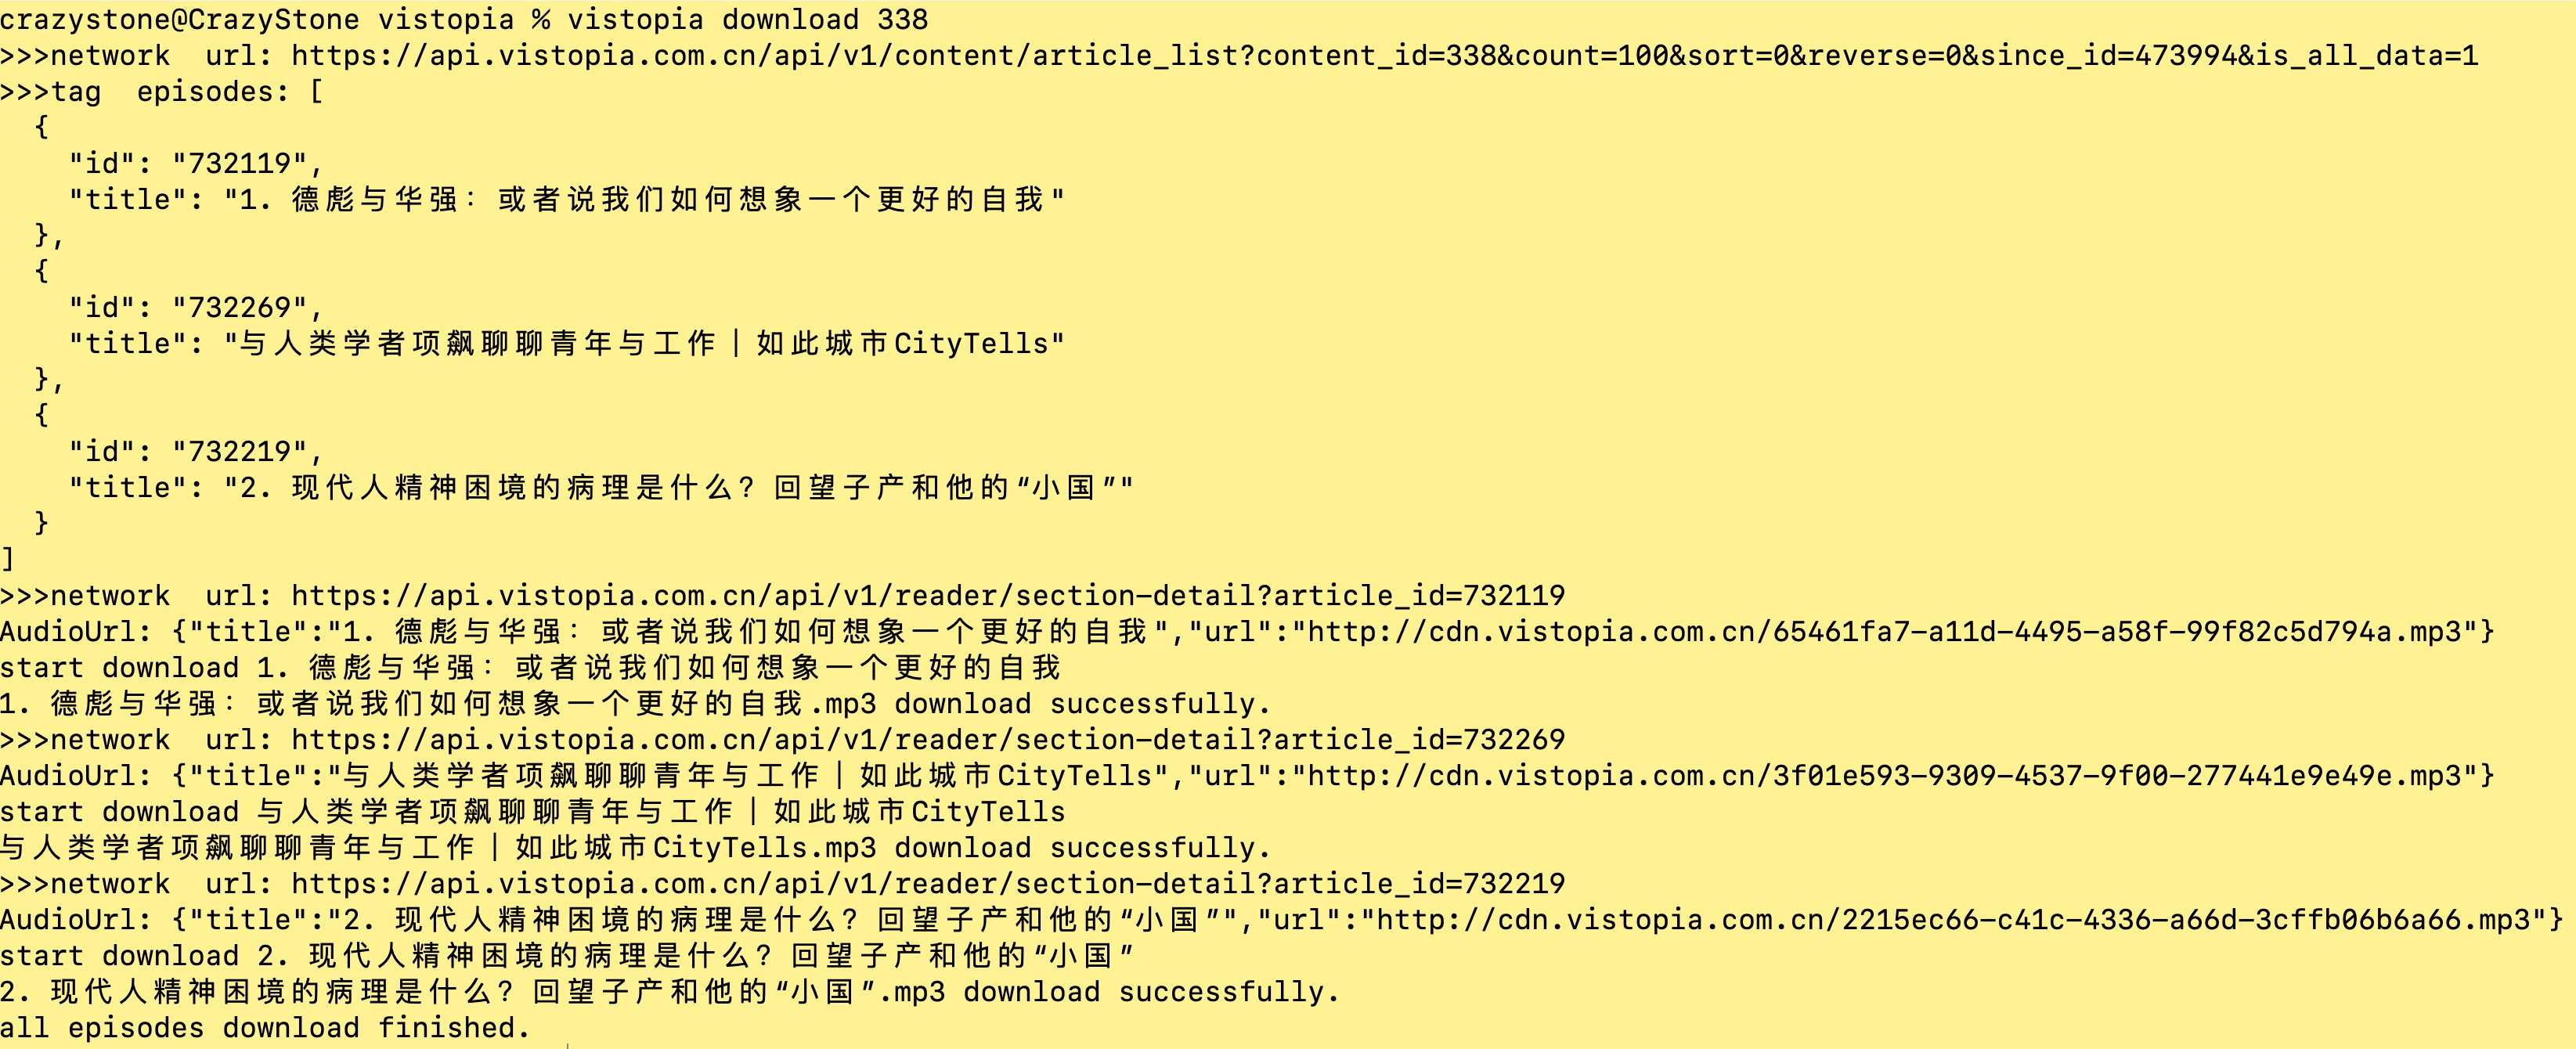 crazystone@CrazyStone vistopia % vistopia download 338
>>>network  url: https://api.vistopia.com.cn/api/v1/content/article_list?content_id=338&count=100&sort=0&reverse=0&since_id=473994&is_all_data=1
>>>tag  episodes: [
  {
    "id": "732119",
    "title": "1. 德彪与华强：或者说我们如何想象一个更好的自我"
  },
  {
    "id": "732269",
    "title": "与人类学者项飙聊聊青年与工作｜如此城市CityTells"
  },
  {
    "id": "732219",
    "title": "2. 现代人精神困境的病理是什么？回望子产和他的“小国”"
  }
]
>>>network  url: https://api.vistopia.com.cn/api/v1/reader/section-detail?article_id=732119
AudioUrl: {"title":"1. 德彪与华强：或者说我们如何想象一个更好的自我","url":"http://cdn.vistopia.com.cn/65461fa7-a11d-4495-a58f-99f82c5d794a.mp3"}
start download 1. 德彪与华强：或者说我们如何想象一个更好的自我
1. 德彪与华强：或者说我们如何想象一个更好的自我.mp3 download successfully.
>>>network  url: https://api.vistopia.com.cn/api/v1/reader/section-detail?article_id=732269
AudioUrl: {"title":"与人类学者项飙聊聊青年与工作｜如此城市CityTells","url":"http://cdn.vistopia.com.cn/3f01e593-9309-4537-9f00-277441e9e49e.mp3"}
start download 与人类学者项飙聊聊青年与工作｜如此城市CityTells
与人类学者项飙聊聊青年与工作｜如此城市CityTells.mp3 download successfully.
>>>network  url: https://api.vistopia.com.cn/api/v1/reader/section-detail?article_id=732219
AudioUrl: {"title":"2. 现代人精神困境的病理是什么？回望子产和他的“小国”","url":"http://cdn.vistopia.com.cn/2215ec66-c41c-4336-a66d-3cffb06b6a66.mp3"}
start download 2. 现代人精神困境的病理是什么？回望子产和他的“小国”
2. 现代人精神困境的病理是什么？回望子产和他的“小国”.mp3 download successfully.
all episodes download finished.